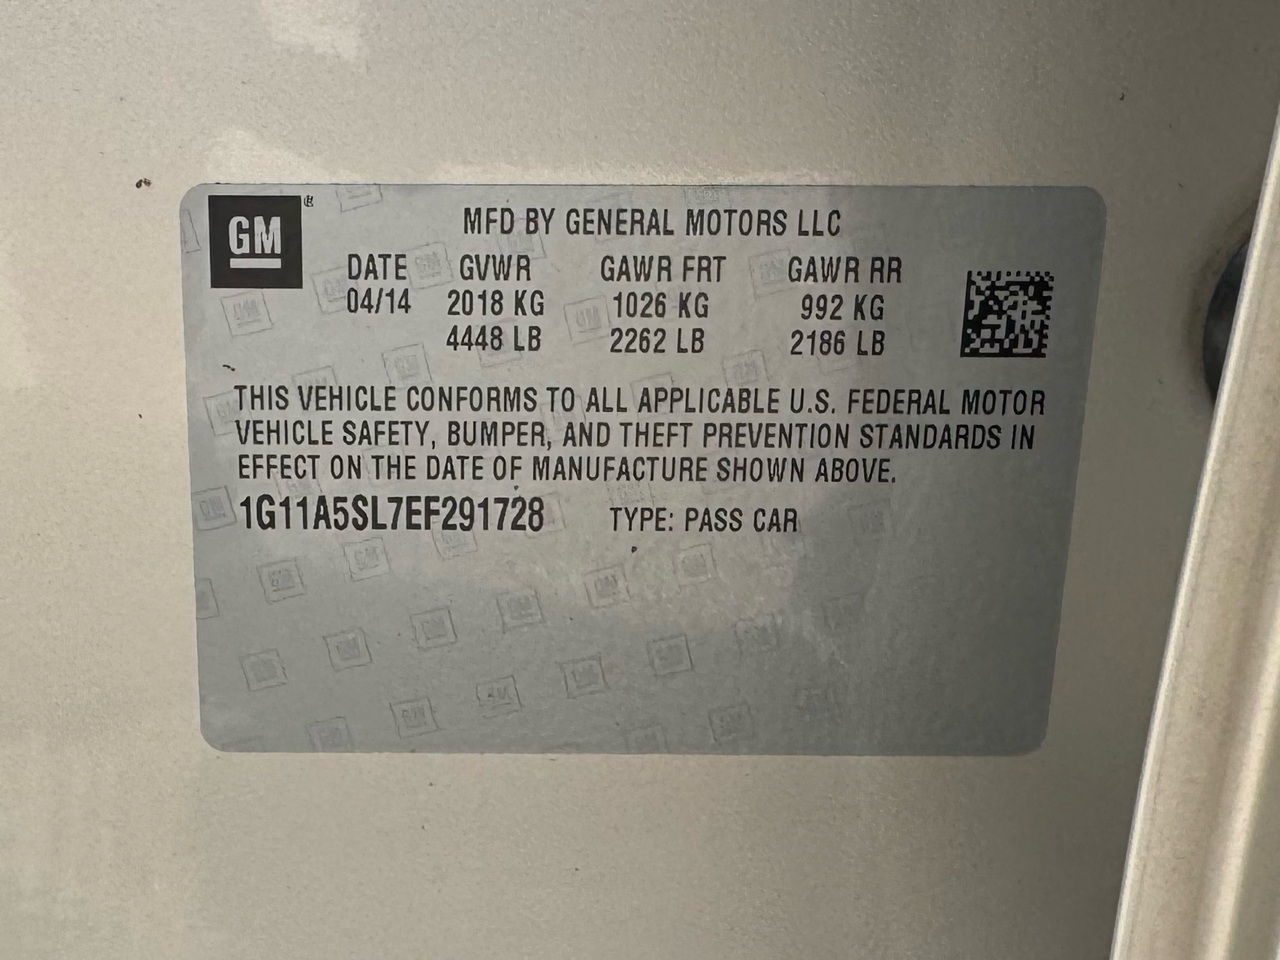 GM
MFD BY GENERAL MOTORS LLC
DATE GVWR GAWR FRT GAWR RR
04/14 2018 KG 1026 KG 992 KG
4448 LB 2262 LB 2186 LB
THIS VEHICLE CONFORMS TO ALL APPLICABLE U.S. FEDERAL MOTOR
VEHICLE SAFETY, BUMPER, AND THEFT PREVENTION STANDARDS IN
EFFECT ON THE DATE OF MANUFACTURE SHOWN ABOVE.
1G11A5SL7EF291728 TYPE: PASS CAR